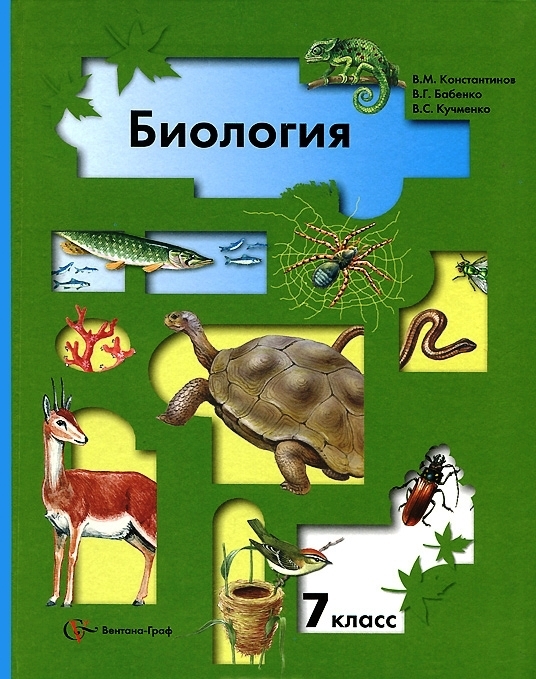 В.М. Константинов
В.Г. Бабенко
В.С. Кучменко
Биология
7 класс
Вентана-Граф